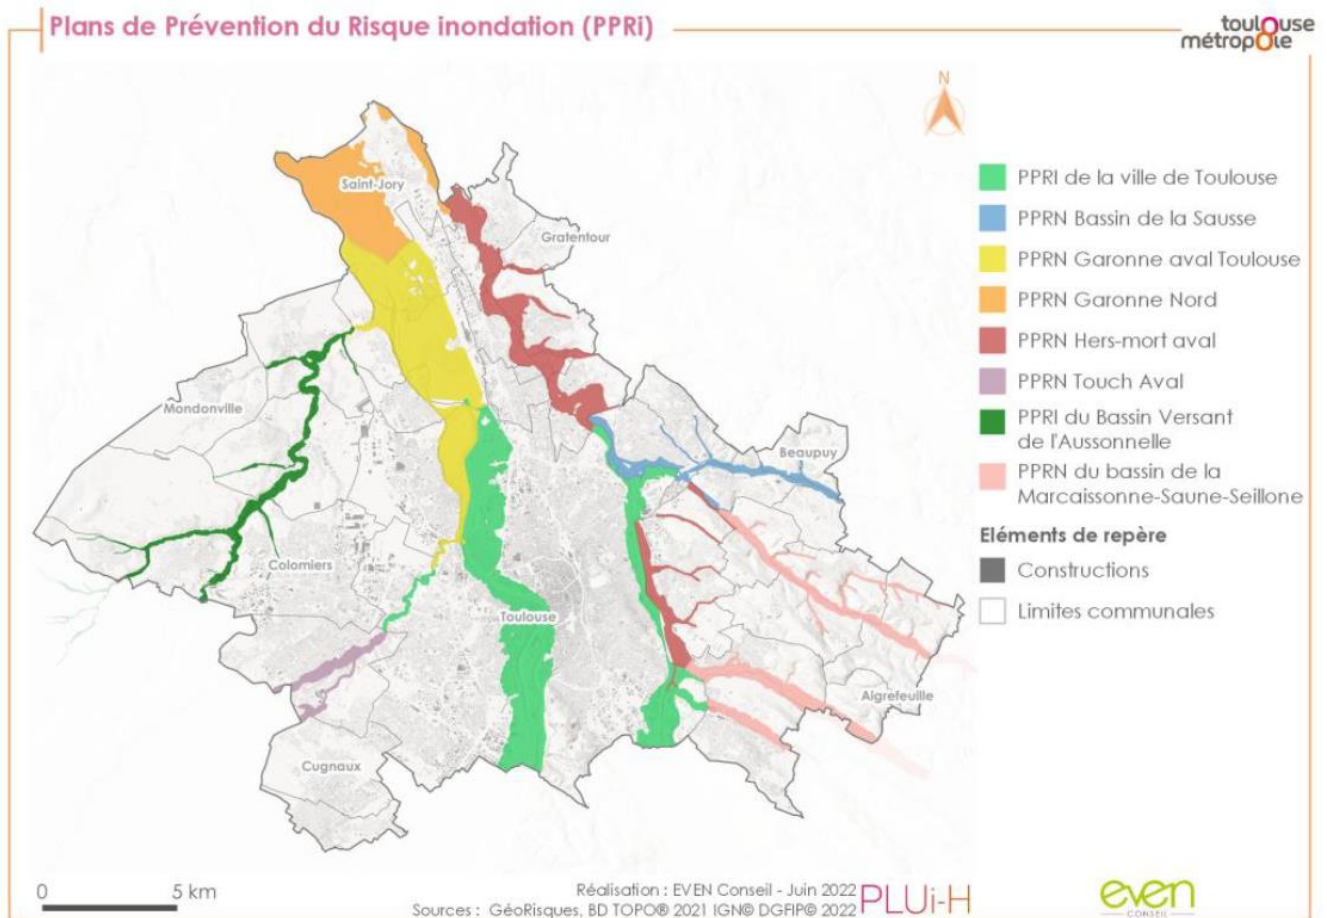 Plans de Prévention du Risque inondation (PPRi)
toulouse
métropole
N
Saint-Jory
Gratentour
Mondonville
Beaupuy
Colomiers
Toulouse
Aigrefeuille
Cugnaux
PPRI de la ville de Toulouse
PPRN Bassin de la Sausse
PPRN Garonne aval Toulouse
PPRN Garonne Nord
PPRN Hers-mort aval
PPRN Touch Aval
PPRI du Bassin Versant
de l'Aussonnelle
PPRN du bassin de la
Marcaissonne-Saune-Seillone
Eléments de repère
Constructions
Limites communales
0 5 km
Réalisation : EVEN Conseil - Juin 2022
Sources : GéoRisques, BD TOPO® 2021 IGN© DGFIP© 2022
PLUi-H
even
CONSEIL